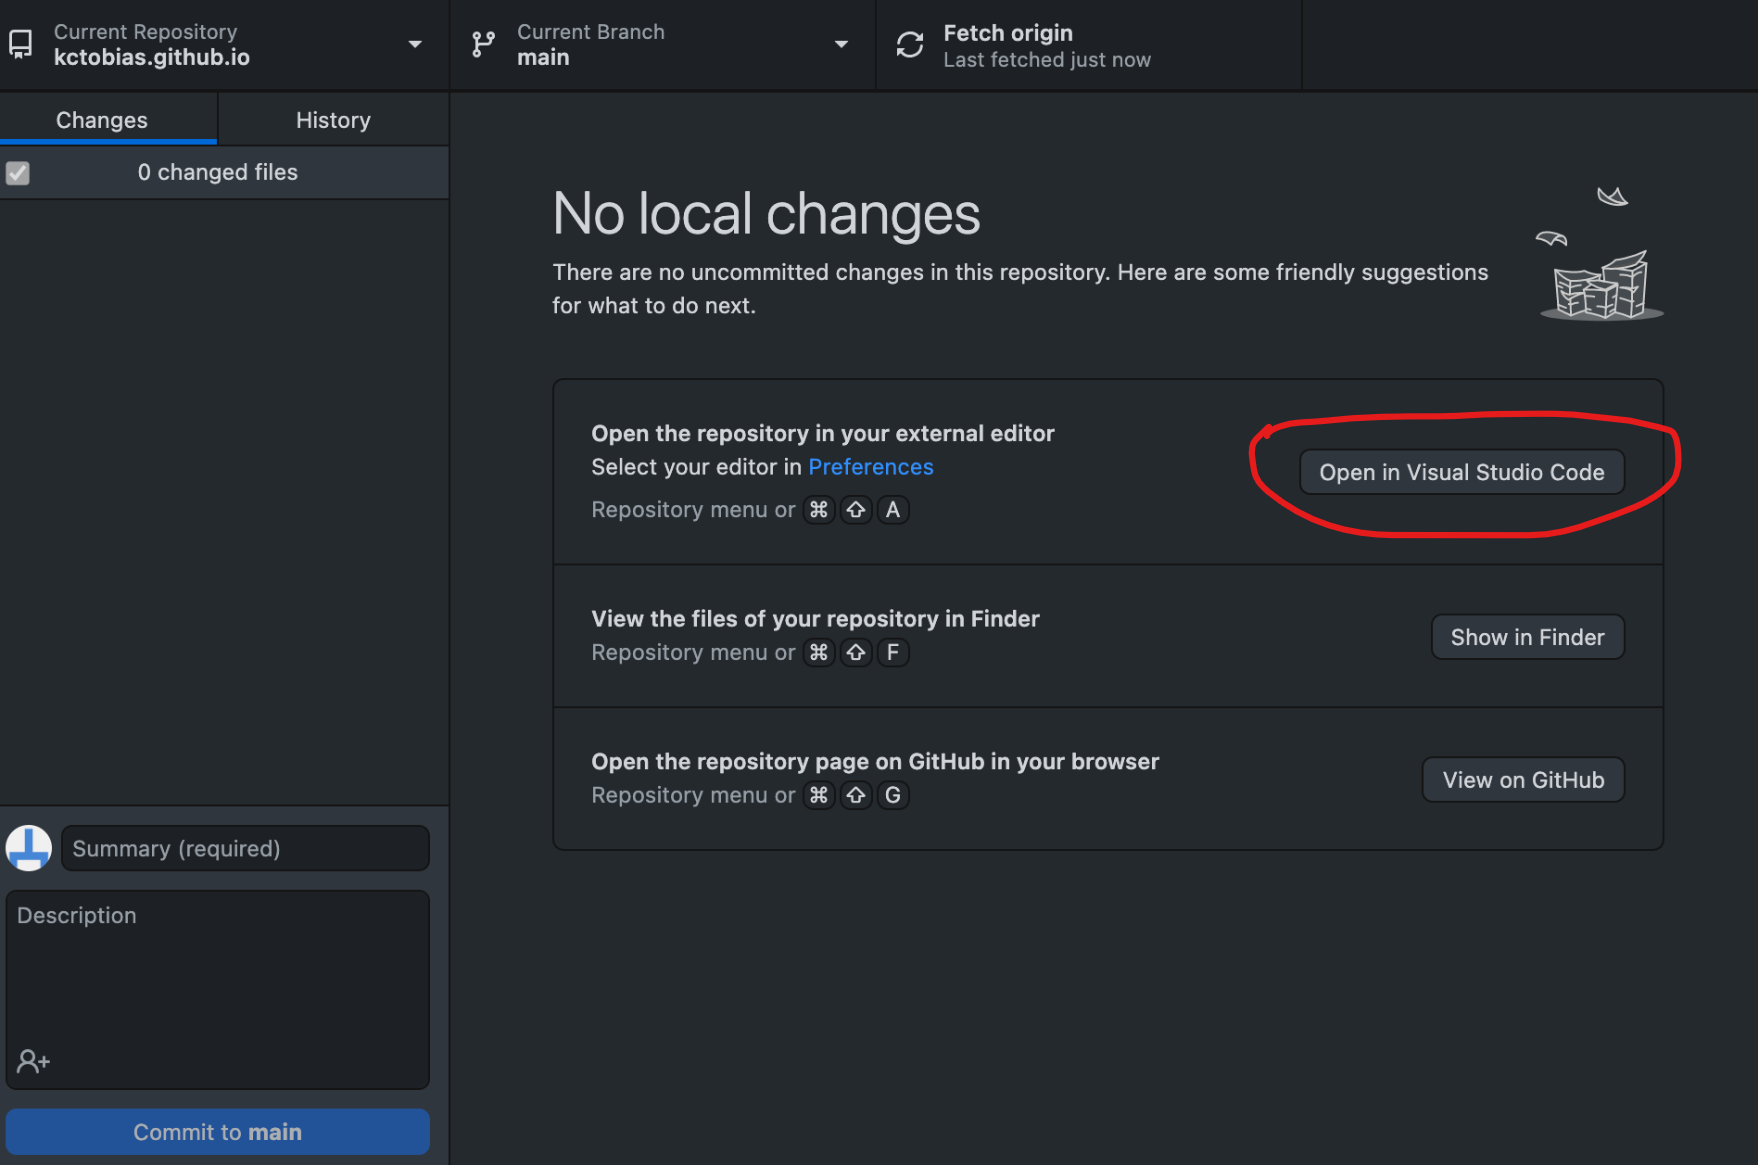 Current Repository
kctobias.github.io
Current Branch
main
Fetch origin
Last fetched just now
Changes
History
0 changed files
No local changes
There are no uncommitted changes in this repository. Here are some friendly suggestions
for what to do next.
Open the repository in your external editor
Select your editor in Preferences
Repository menu or ⌘ ⇧ A
Open in Visual Studio Code
View the files of your repository in Finder
Repository menu or ⌘ ⇧ F
Show in Finder
Open the repository page on GitHub in your browser
Repository menu or ⌘ ⇧ G
View on GitHub
Summary (required)
Description
Commit to main